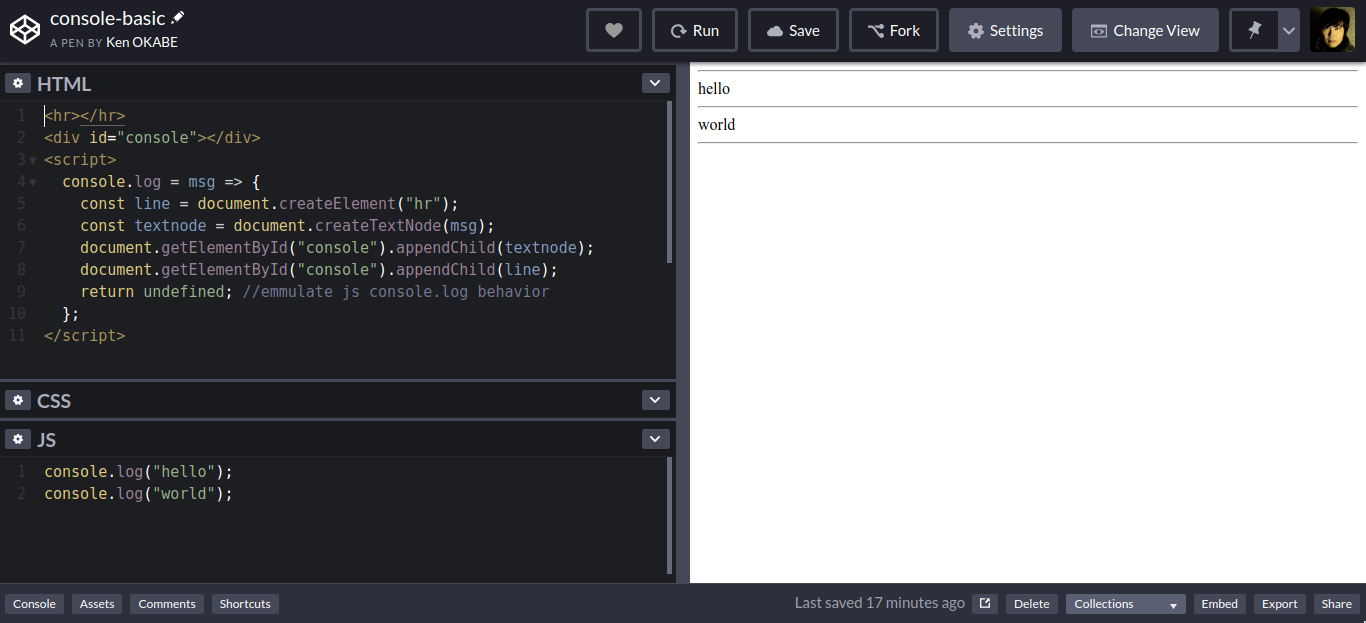 console-basic
A PEN BY Ken OKABE
Run
Save
Fork
Settings
Change View
HTML
1 <hr></hr>
2 <div id="console"></div>
3 <script>
4 console.log = msg => {
5 const line = document.createElement("hr");
6 const textnode = document.createTextNode(msg);
7 document.getElementById("console").appendChild(textnode);
8 document.getElementById("console").appendChild(line);
9 return undefined; //emmulate js console.log behavior
10 };
11 </script>
CSS
JS
1 console.log("hello");
2 console.log("world");
hello
world
Console Assets Comments Shortcuts Last saved 17 minutes ago Delete Collections Embed Export Share